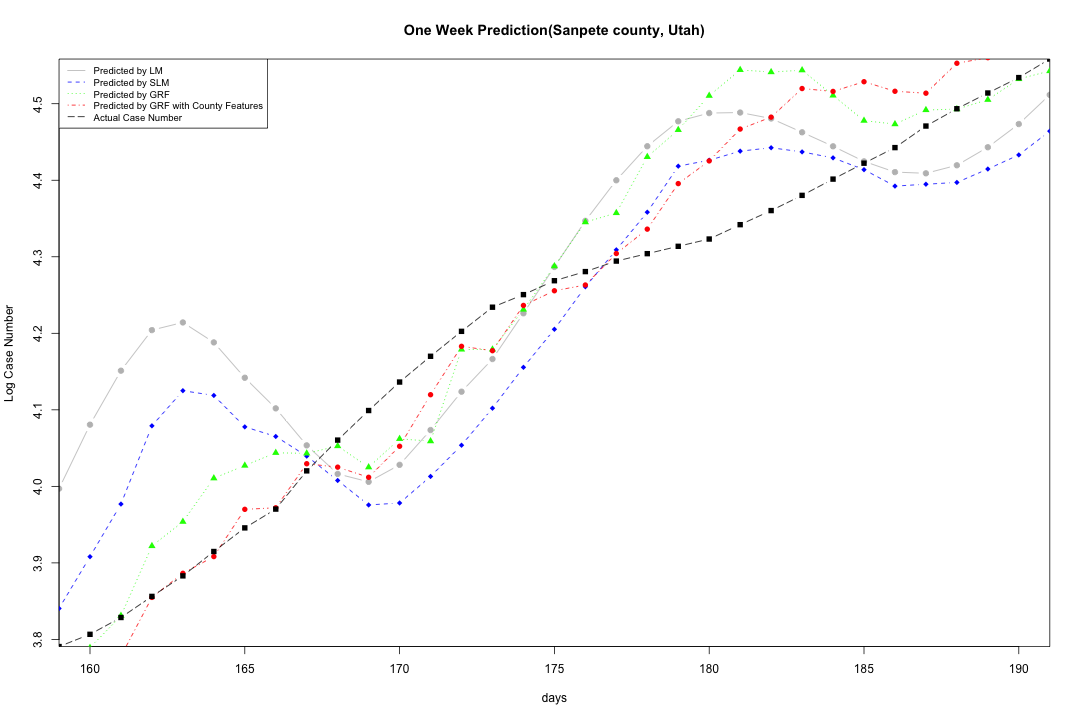 One Week Prediction(Sanpete county, Utah)
Predicted by LM
Predicted by SLM
Predicted by GRF
Predicted by GRF with County Features
Actual Case Number
Log Case Number
4.5
4.4
4.3
4.2
4.1
4.0
3.9
3.8
160 165 170 175 180 185 190
days